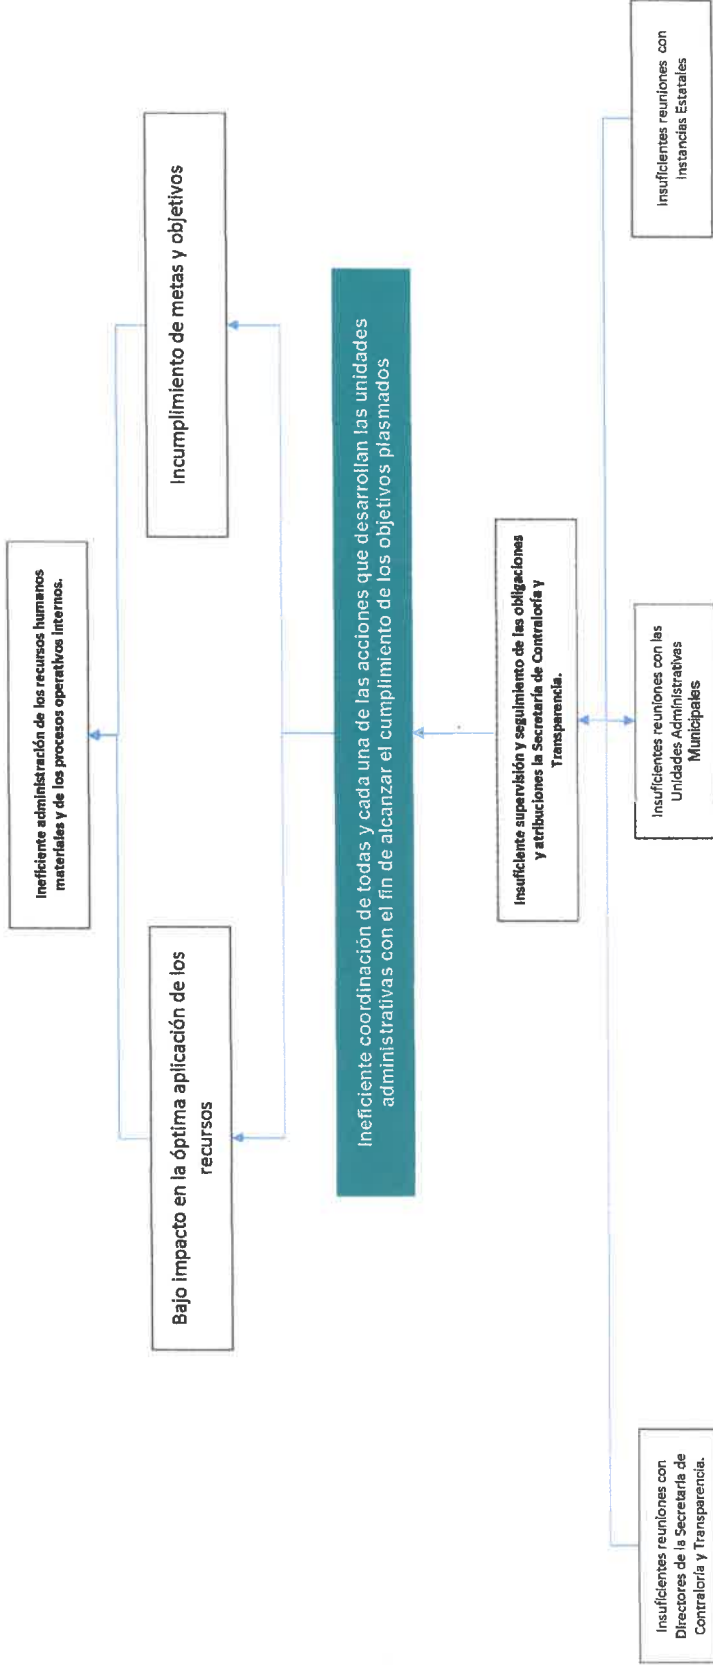 Ineficiente administración de los recursos humanos
materiales y de los procesos operativos internos.
Bajo impacto en la óptima aplicación de los
recursos
Incumplimiento de metas y objetivos
Ineficiente coordinación de todas y cada una de las acciones que desarrollan las unidades
administrativas con el fin de alcanzar el cumplimiento de los objetivos plasmados
Insuficiente supervisión y seguimiento de las obligaciones
y atribuciones la Secretaría de Contraloría y
Transparencia.
Insuficientes reuniones con
Directores de la Secretaría de
Contraloría y Transparencia.
Insuficientes reuniones con las
Unidades Administrativas
Municipales
Insuficientes reuniones con
Instancias Estatales